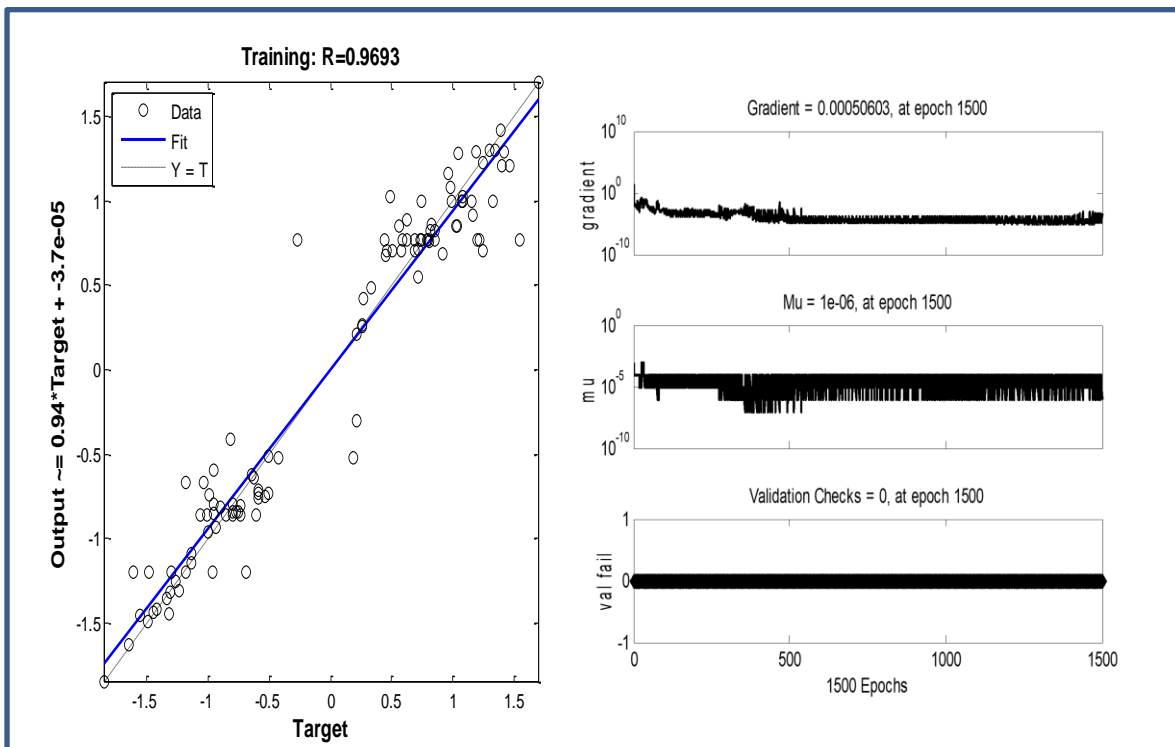 Training: R=0.9693
Data
Fit
Y = T
Output ~= 0.94*Target + -3.7e-05
1.5
1
0.5
0
-0.5
-1
-1.5
-1.5
-1
-0.5
0
0.5
1
1.5
Target
Gradient = 0.00050603, at epoch 1500
gradient
10^10
10^0
10^-10
Mu = 1e-06, at epoch 1500
mu
10^0
10^-5
10^-10
Validation Checks = 0, at epoch 1500
val fail
1
0
-1
0
500
1000
1500
1500 Epochs